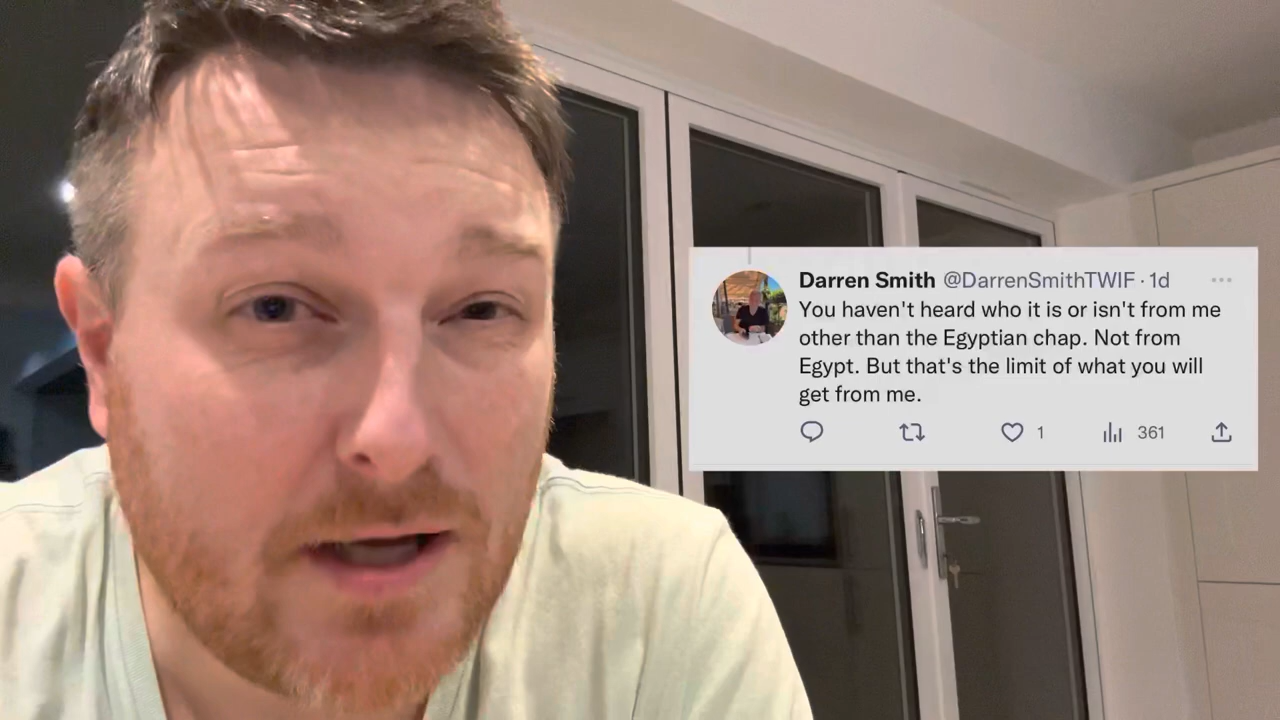 Darren Smith @DarrenSmithTWIF · 1d
You haven't heard who it is or isn't from me
other than the Egyptian chap. Not from
Egypt. But that's the limit of what you will
get from me.
1 361